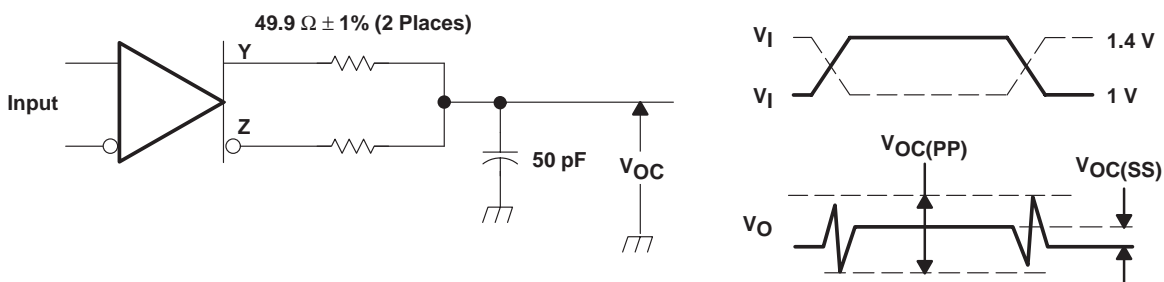 49.9 Ω ± 1% (2 Places)
Y
Input
Z
50 pF
VOC
VI
1.4 V
VI
1 V
VOC(PP)
VOC(SS)
VO